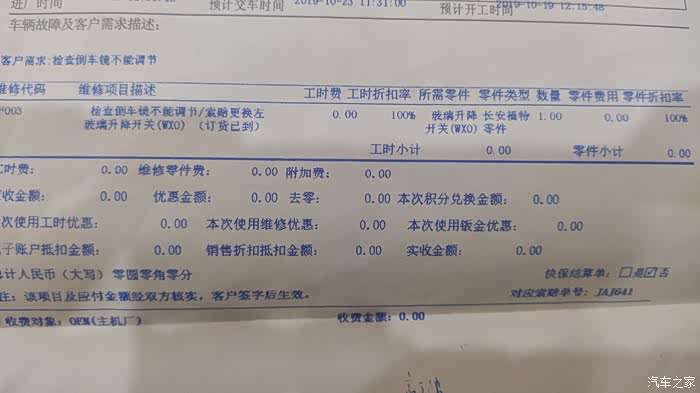 进厂时间
预计交车时间 2019-10-23 11:31:00
预计开工时间 2019-10-19 12:15:48
车辆故障及客户需求描述:
客户需求:检查倒车镜不能调节
维修代码 维修项目描述 工时费 工时折扣率 所需零件 零件类型 数量 零件费用 零件折扣率
F003 检查倒车镜不能调节/索赔更换左 0.00 100% 玻璃升降 长安福特 1.00 0.00 100%
玻璃升降开关(WXO) (订货已到) 开关(WXO) 零件
工时小计 0.00 零件小计 0.00
工时费: 0.00 维修零件费: 0.00 附加费: 0.00
收金额: 0.00 优惠金额: 0.00 去零: 0.00 本次积分兑换金额: 0.00
次使用工时优惠: 0.00 本次使用维修优惠: 0.00 本次使用钣金优惠: 0.00
子账户抵扣金额: 0.00 销售折扣抵扣金额: 0.00 实收金额: 0.00
计人民币(大写) 零圆零角零分 快保结算单: □是☑否
注: 该项目及应付金额经双方核实，客户签字后生效。 对应索赔单号: JAJ641
收费对象: OEM(主机厂) 收费金额: 0.00
汽车之家